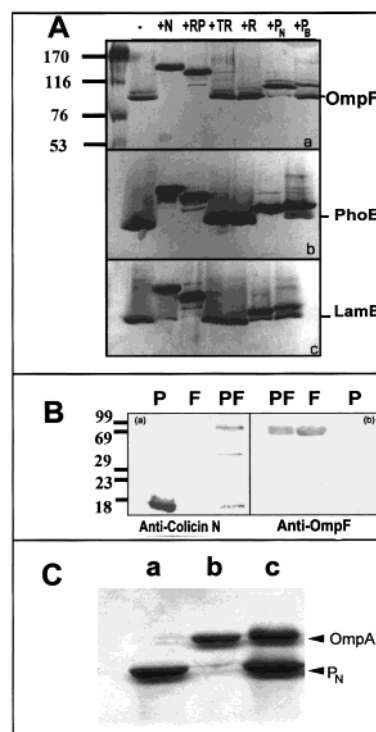 A
- +N +RP +TR +R +PN +PB
170
116
76
53
OmpF
a
PhoE
b
LamB
c
B
P F PF PF F P
99
69
29
23
18
(a) (b)
Anti-Colicin N Anti-OmpF
C
a b c
OmpA
PN